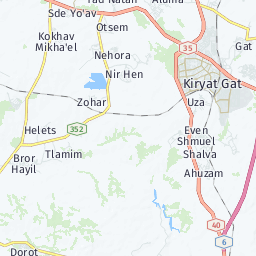 Sde Yo'av
Otsem
Kokhav
Mikha'el
Nehora
Nir Hen
35
Gat
Kiryat Gat
Zohar
Uza
Helets
352
Even
Shmuel
Shalva
Tlamim
Bror
Hayil
Ahuzam
40
6
Dorot